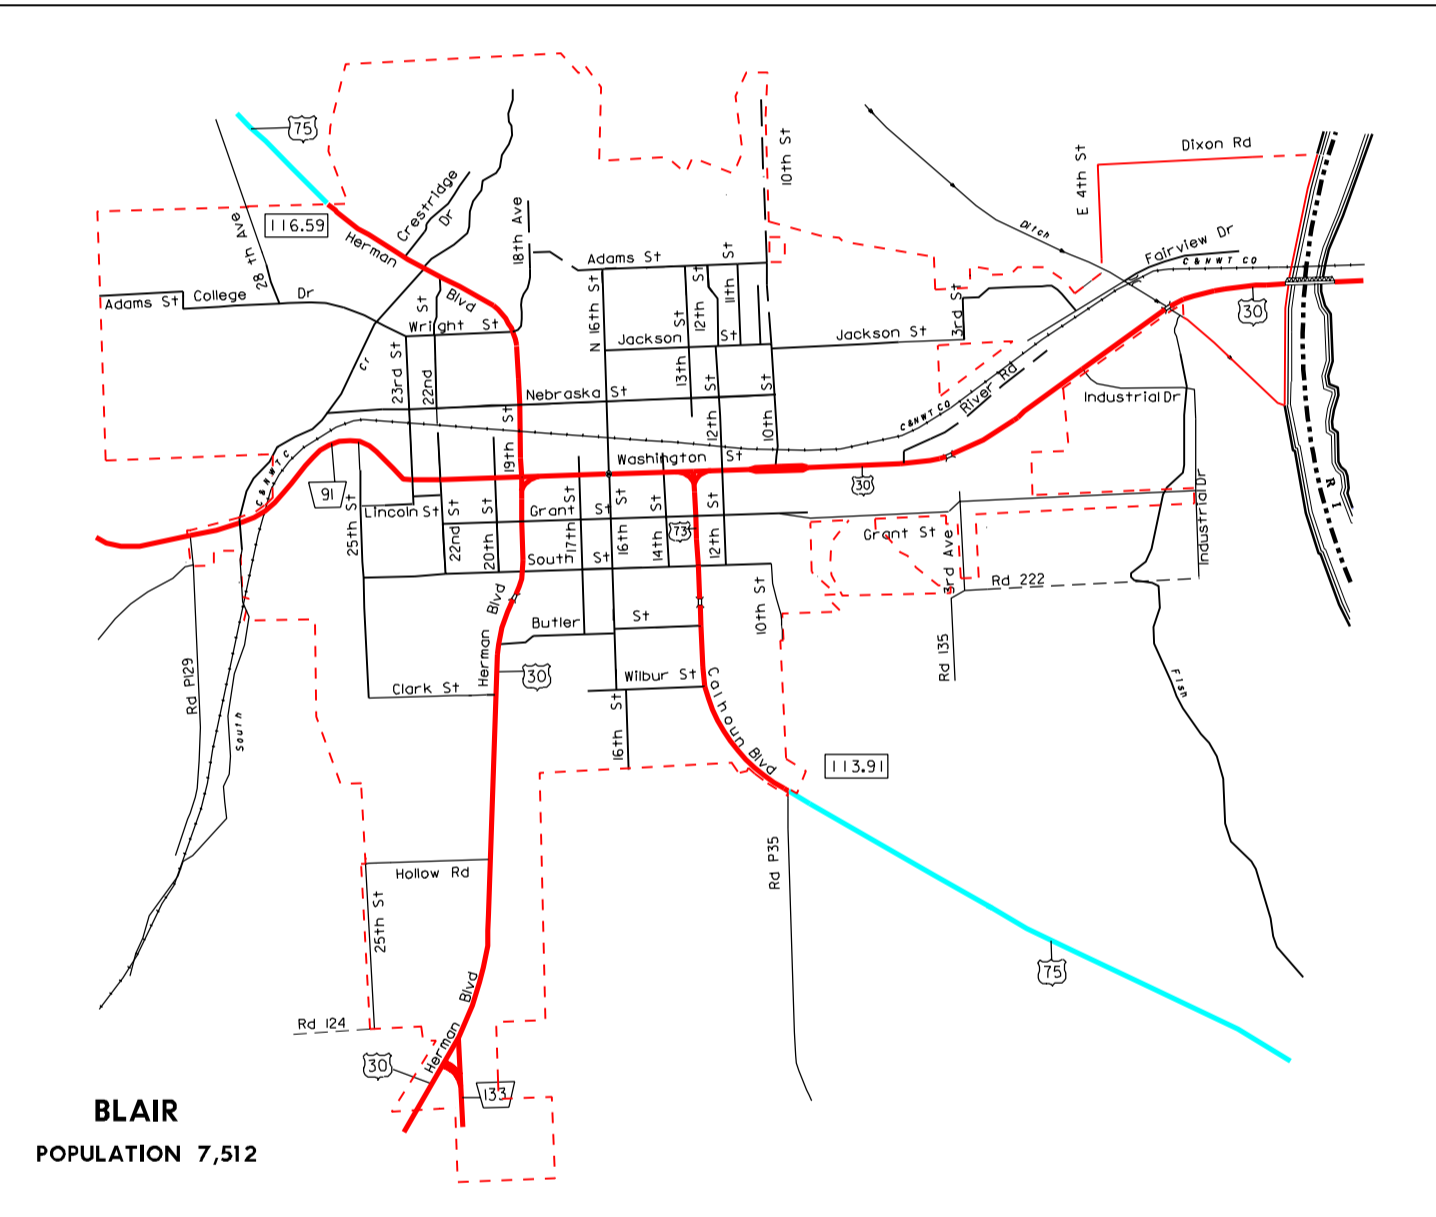 75
116.59
Herman
Blvd
Crestridge
Dr
28 th Ave
18th Ave
10th St
Ditch
E 4th St
Dixon Rd
Fairview Dr
C & N W T CO
30
Adams St
College Dr
Adams St
Wright St
N 16th St
12th St
11th St
Jackson St
Jackson St
3rd St
Cr
23rd St
22nd St
13th St
Nebraska St
19th St
12th St
10th St
C & N W T CO
River Rd
Industrial Dr
C & N W T C
Washington St
91
30
R I
25th St
Lincoln St
22nd St
20th St
Grant St
17th St
16th St
14th St
73
12th St
Grant St
3rd Ave
Industrial Dr
South St
Rd 222
Herman Blvd
Butler St
10th St
Rd P129
South
Clark St
30
Wilbur St
16th St
Calhoun Blvd
Rd 135
Fish
113.91
Hollow Rd
25th St
Rd P35
75
Herman Blvd
Rd 124
30
133
BLAIR
POPULATION 7,512